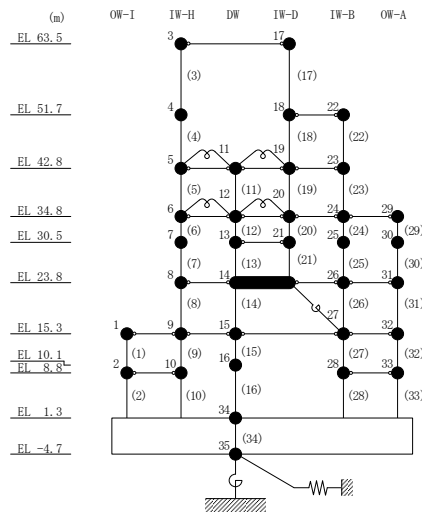 (m) OW-I IW-H DW IW-D IW-B OW-A
EL 63.5 3 17
(3) (17)
EL 51.7 4 18 22
(4) 11 (18) (22)
EL 42.8 5 19 23
(5) 12 (11) 20 (19) (23)
EL 34.8 6 24 29
(6) (12) (20) (24) (29)
EL 30.5 7 13 21 25 30
(7) (13) (21) (25) (30)
EL 23.8 8 14 26 31
(8) (14) 27 (26) (31)
EL 15.3 1 9 15 32
(1) (9) (15) (27) (32)
EL 10.1 16
EL 8.8 2 10 28 33
(2) (10) (16) (28) (33)
EL 1.3 34
(34)
EL -4.7 35